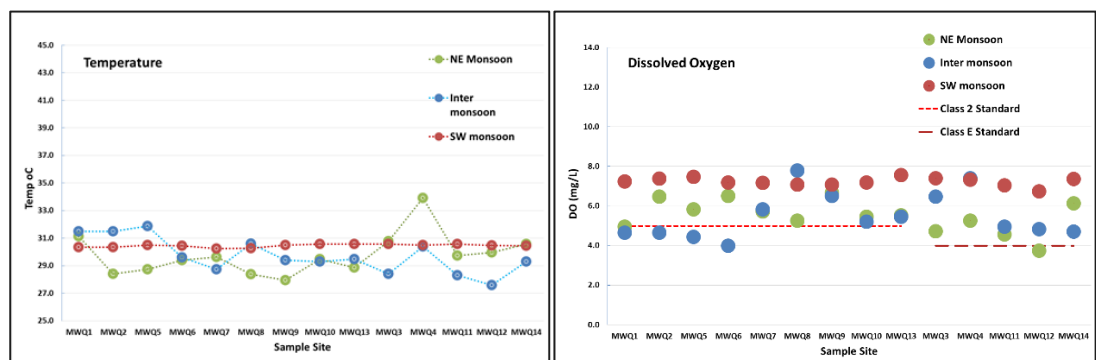 Temperature
NE Monsoon
Inter
monsoon
SW monsoon
45.0
43.0
41.0
39.0
37.0
35.0
33.0
31.0
29.0
27.0
25.0
Temp oC
MWQ1 MWQ2 MWQ5 MWQ6 MWQ7 MWQ8 MWQ9 MWQ10 MWQ13 MWQ3 MWQ4 MWQ11 MWQ12 MWQ14
Sample Site
Dissolved Oxygen
NE Monsoon
Inter monsoon
SW monsoon
Class 2 Standard
Class E Standard
14.0
12.0
10.0
8.0
6.0
4.0
2.0
0.0
DO (mg/L)
MWQ1 MWQ2 MWQ5 MWQ6 MWQ7 MWQ8 MWQ9 MWQ10 MWQ13 MWQ3 MWQ4 MWQ11 MWQ12 MWQ14
Sample Site